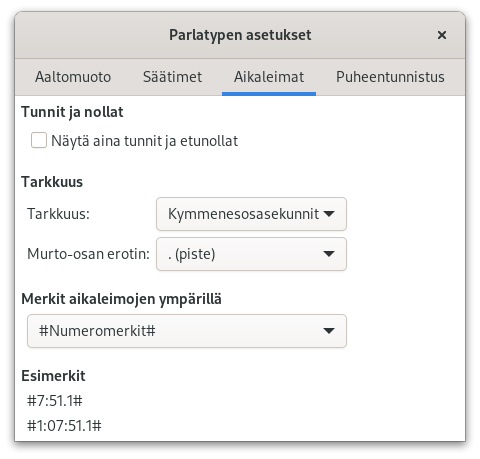 Parlatypen asetukset
×
Aaltomuoto Säätimet Aikaleimat Puheentunnistus
Tunnit ja nollat
Näytä aina tunnit ja etunollat
Tarkkuus
Tarkkuus: Kymmenesosasekunnit
Murto-osan erotin: . (piste)
Merkit aikaleimojen ympärillä
#Numeromerkit#
Esimerkit
#7:51.1#
#1:07:51.1#